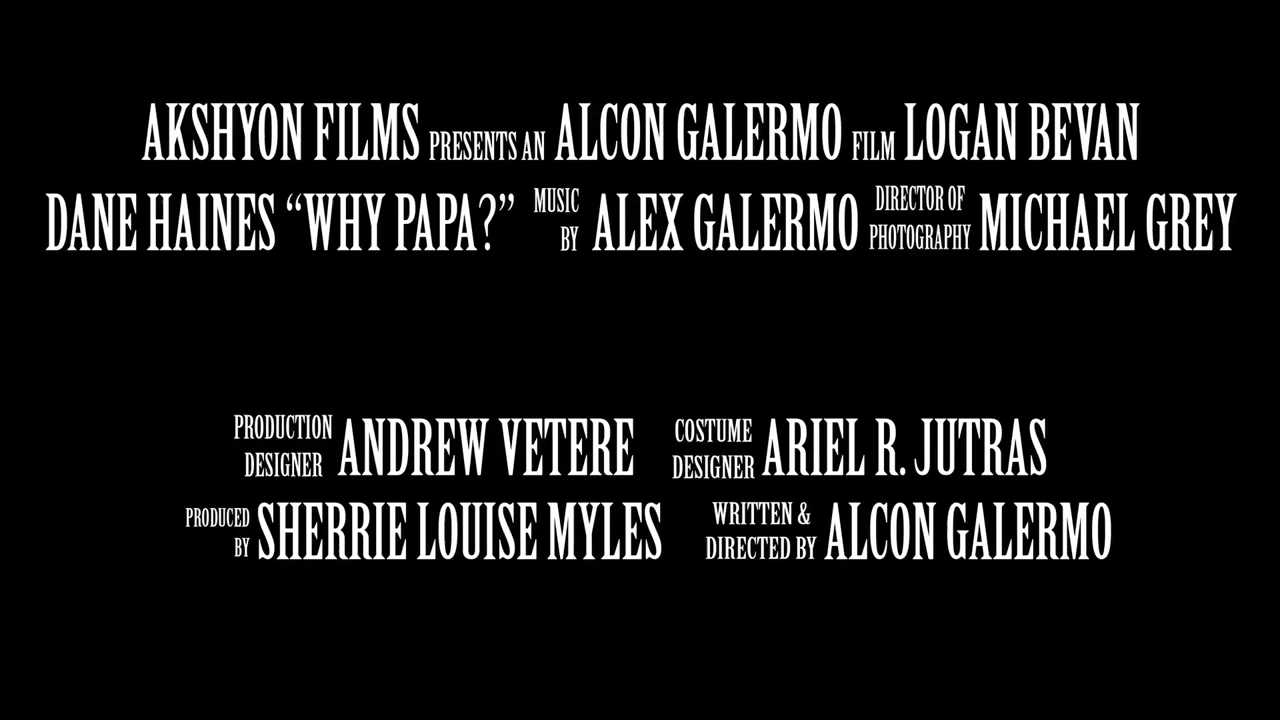 AKSHYON FILMS PRESENTS AN ALCON GALERMO FILM LOGAN BEVAN
DANE HAINES “WHY PAPA?” MUSIC BY ALEX GALERMO DIRECTOR OF PHOTOGRAPHY MICHAEL GREY
PRODUCTION DESIGNER ANDREW VETERE COSTUME DESIGNER ARIEL R. JUTRAS
PRODUCED BY SHERRIE LOUISE MYLES WRITTEN & DIRECTED BY ALCON GALERMO